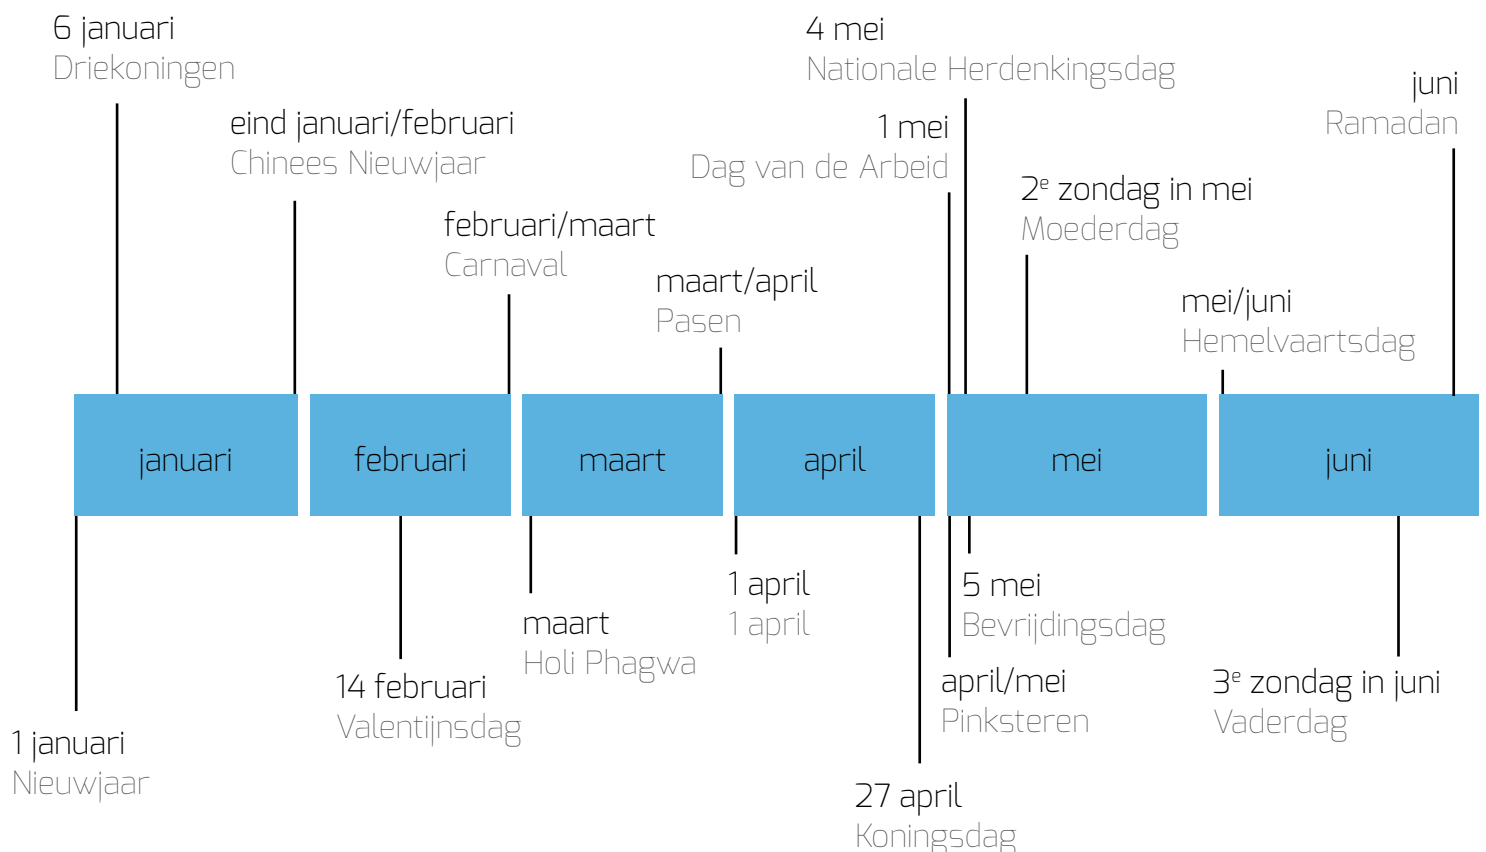 6 januari
Driekoningen
eind januari/februari
Chinees Nieuwjaar
februari/maart
Carnaval
maart/april
Pasen
4 mei
Nationale Herdenkingsdag
1 mei
Dag van de Arbeid
2e zondag in mei
Moederdag
mei/juni
Hemelvaartsdag
juni
Ramadan
januari
februari
maart
april
mei
juni
1 januari
Nieuwjaar
14 februari
Valentijnsdag
maart
Holi Phagwa
1 april
1 april
27 april
Koningsdag
5 mei
Bevrijdingsdag
april/mei
Pinksteren
3e zondag in juni
Vaderdag